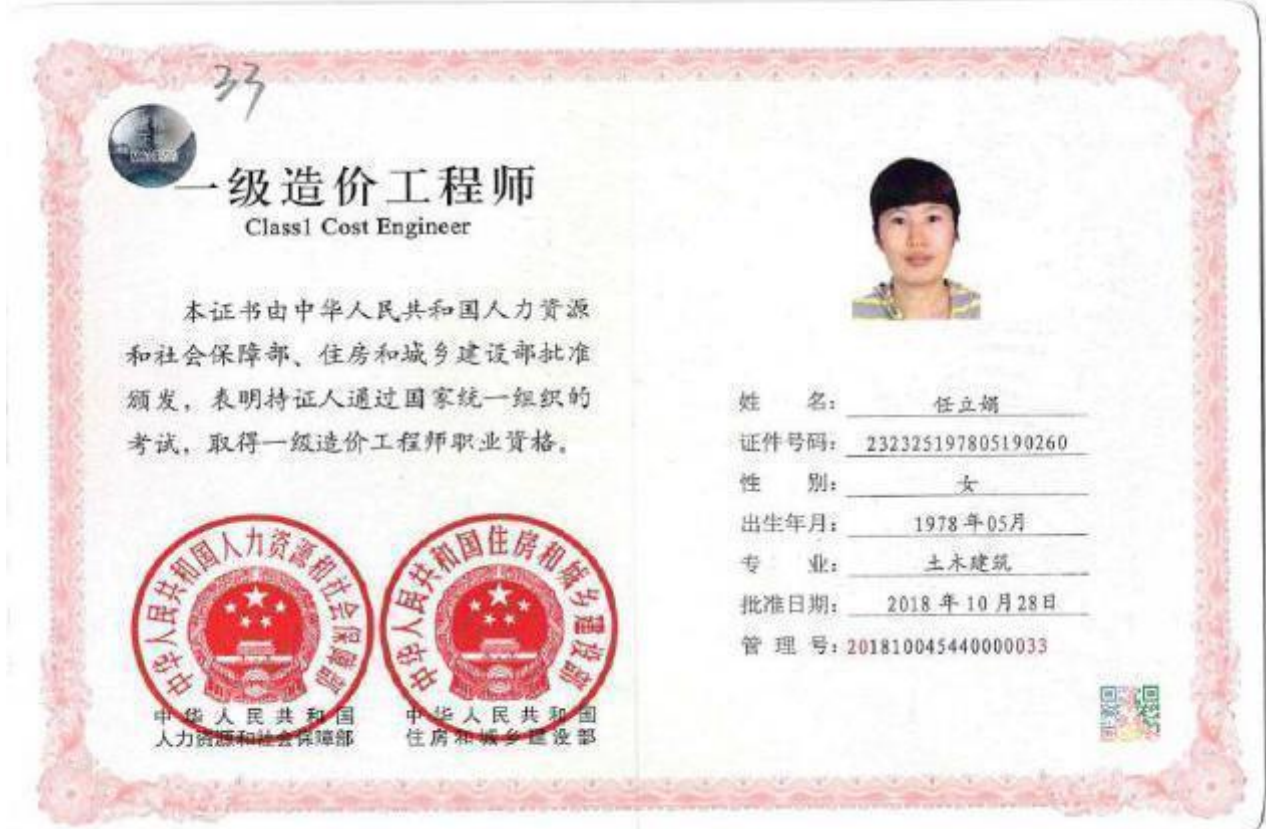 33
一级造价工程师
Class1 Cost Engineer
本证书由中华人民共和国人力资源
和社会保障部、住房和城乡建设部批准
颁发，表明持证人通过国家统一组织的
考试，取得一级造价工程师职业资格。
中华人民共和国人力资源和社会保障部
中华人民共和国住房和城乡建设部
中华人民共和国
人力资源和社会保障部
中华人民共和国
住房和城乡建设部
姓 名：任立娟
证件号码：232325197805190260
性 别：女
出生年月：1978年05月
专 业：土木建筑
批准日期：2018年10月28日
管 理 号：201810045440000033